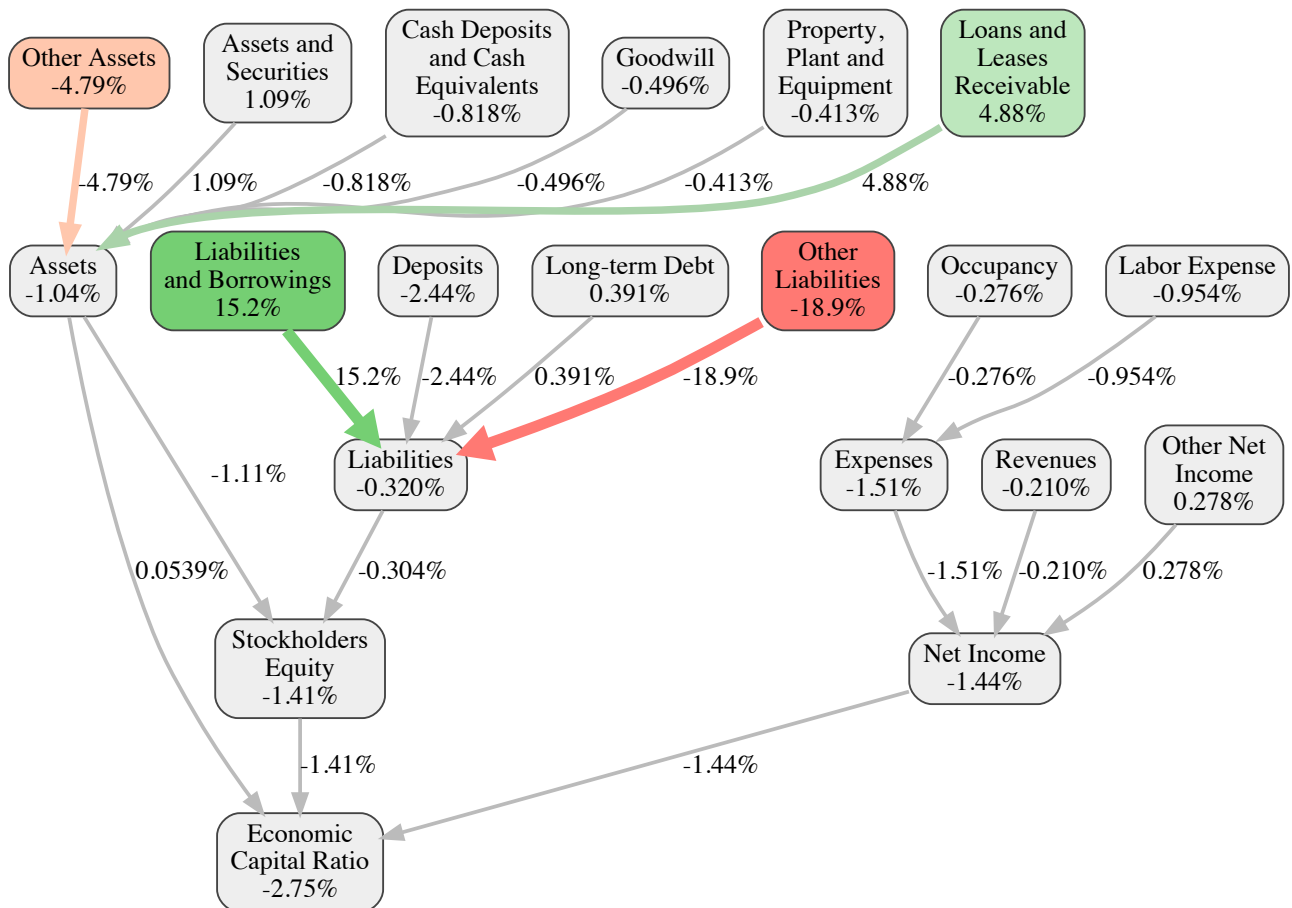 Other Assets
-4.79%
Assets and
Securities
1.09%
Cash Deposits
and Cash
Equivalents
-0.818%
Goodwill
-0.496%
Property,
Plant and
Equipment
-0.413%
Loans and
Leases
Receivable
4.88%
-4.79%
1.09%
-0.818%
-0.496%
-0.413%
4.88%
Assets
-1.04%
Liabilities
and Borrowings
15.2%
Deposits
-2.44%
Long-term Debt
0.391%
Other
Liabilities
-18.9%
Occupancy
-0.276%
Labor Expense
-0.954%
15.2%
-2.44%
0.391%
-18.9%
-0.276%
-0.954%
Liabilities
-0.320%
Expenses
-1.51%
Revenues
-0.210%
Other Net
Income
0.278%
-1.11%
0.0539%
-0.304%
-1.51%
-0.210%
0.278%
Stockholders
Equity
-1.41%
Net Income
-1.44%
-1.41%
-1.44%
Economic
Capital Ratio
-2.75%